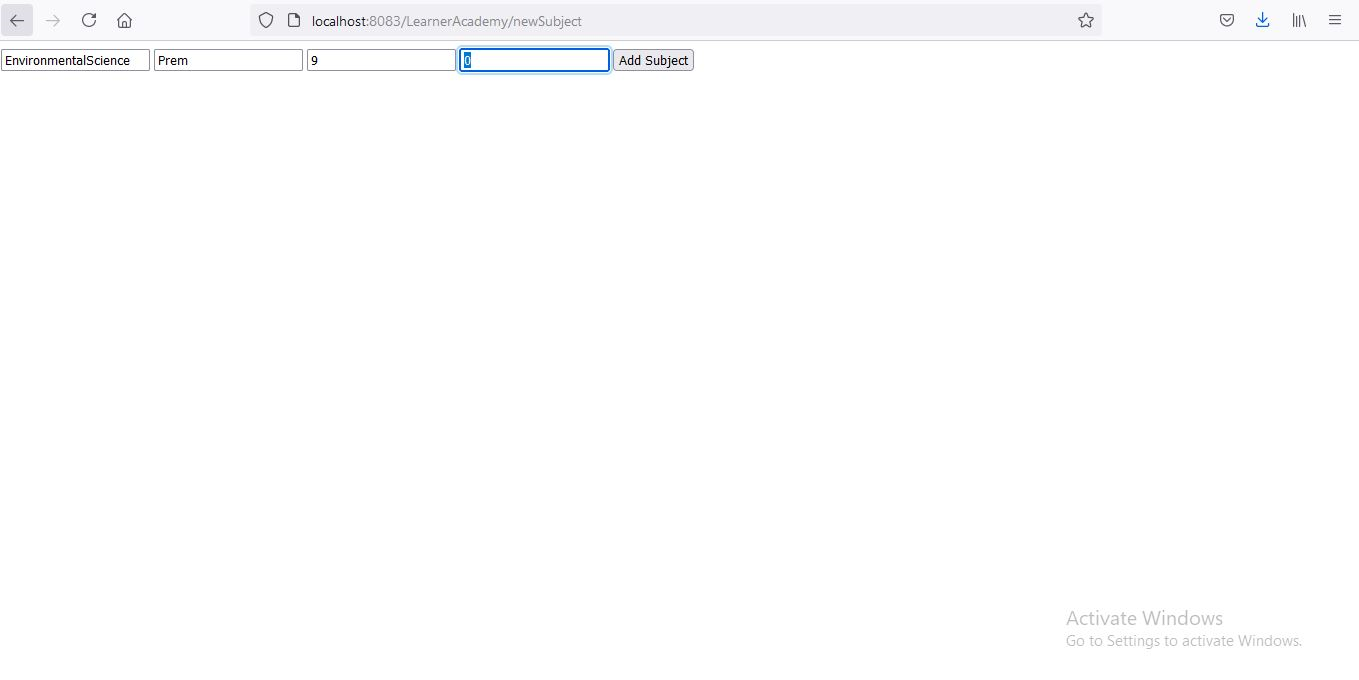 localhost:8083/LearnerAcademy/newSubject
EnvironmentalScience Prem 9 0 Add Subject
Activate Windows
Go to Settings to activate Windows.